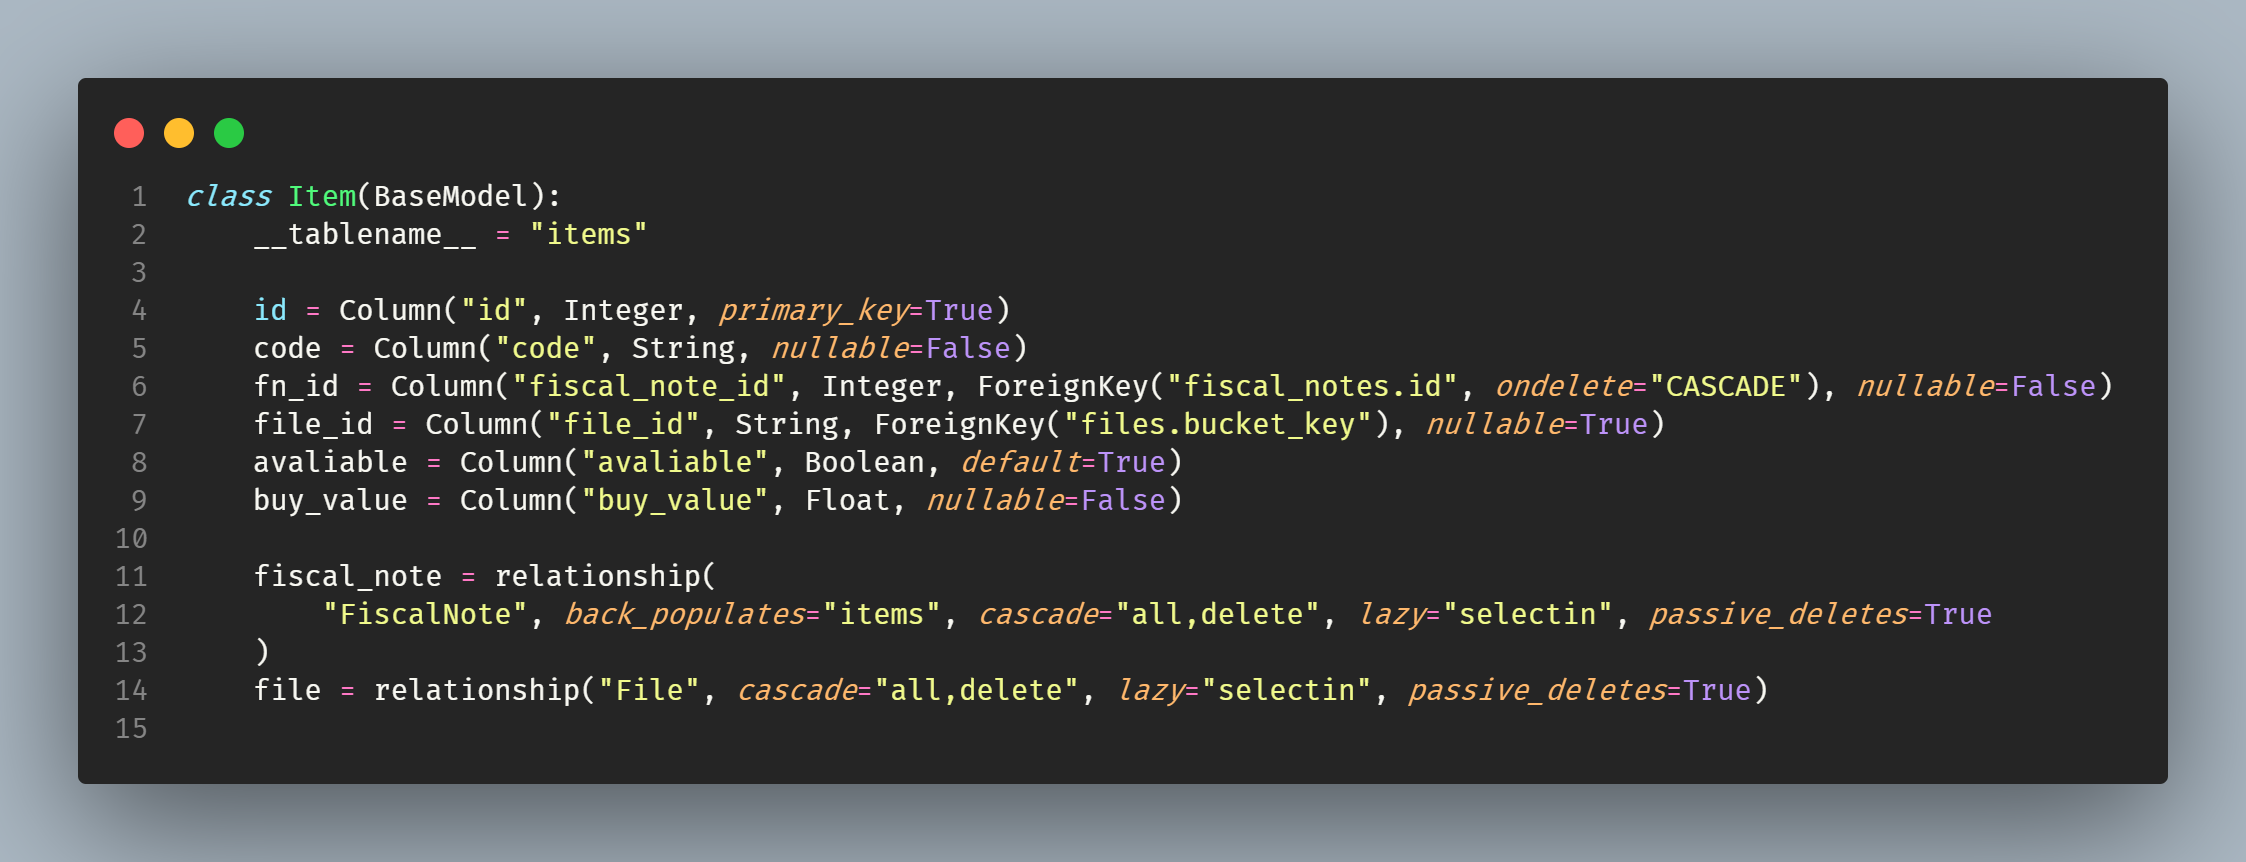 1 class Item(BaseModel):
2     __tablename__ = "items"
3
4     id = Column("id", Integer, primary_key=True)
5     code = Column("code", String, nullable=False)
6     fn_id = Column("fiscal_note_id", Integer, ForeignKey("fiscal_notes.id", ondelete="CASCADE"), nullable=False)
7     file_id = Column("file_id", String, ForeignKey("files.bucket_key"), nullable=True)
8     avaliable = Column("avaliable", Boolean, default=True)
9     buy_value = Column("buy_value", Float, nullable=False)
10
11     fiscal_note = relationship(
12         "FiscalNote", back_populates="items", cascade="all,delete", lazy="selectin", passive_deletes=True
13     )
14     file = relationship("File", cascade="all,delete", lazy="selectin", passive_deletes=True)
15